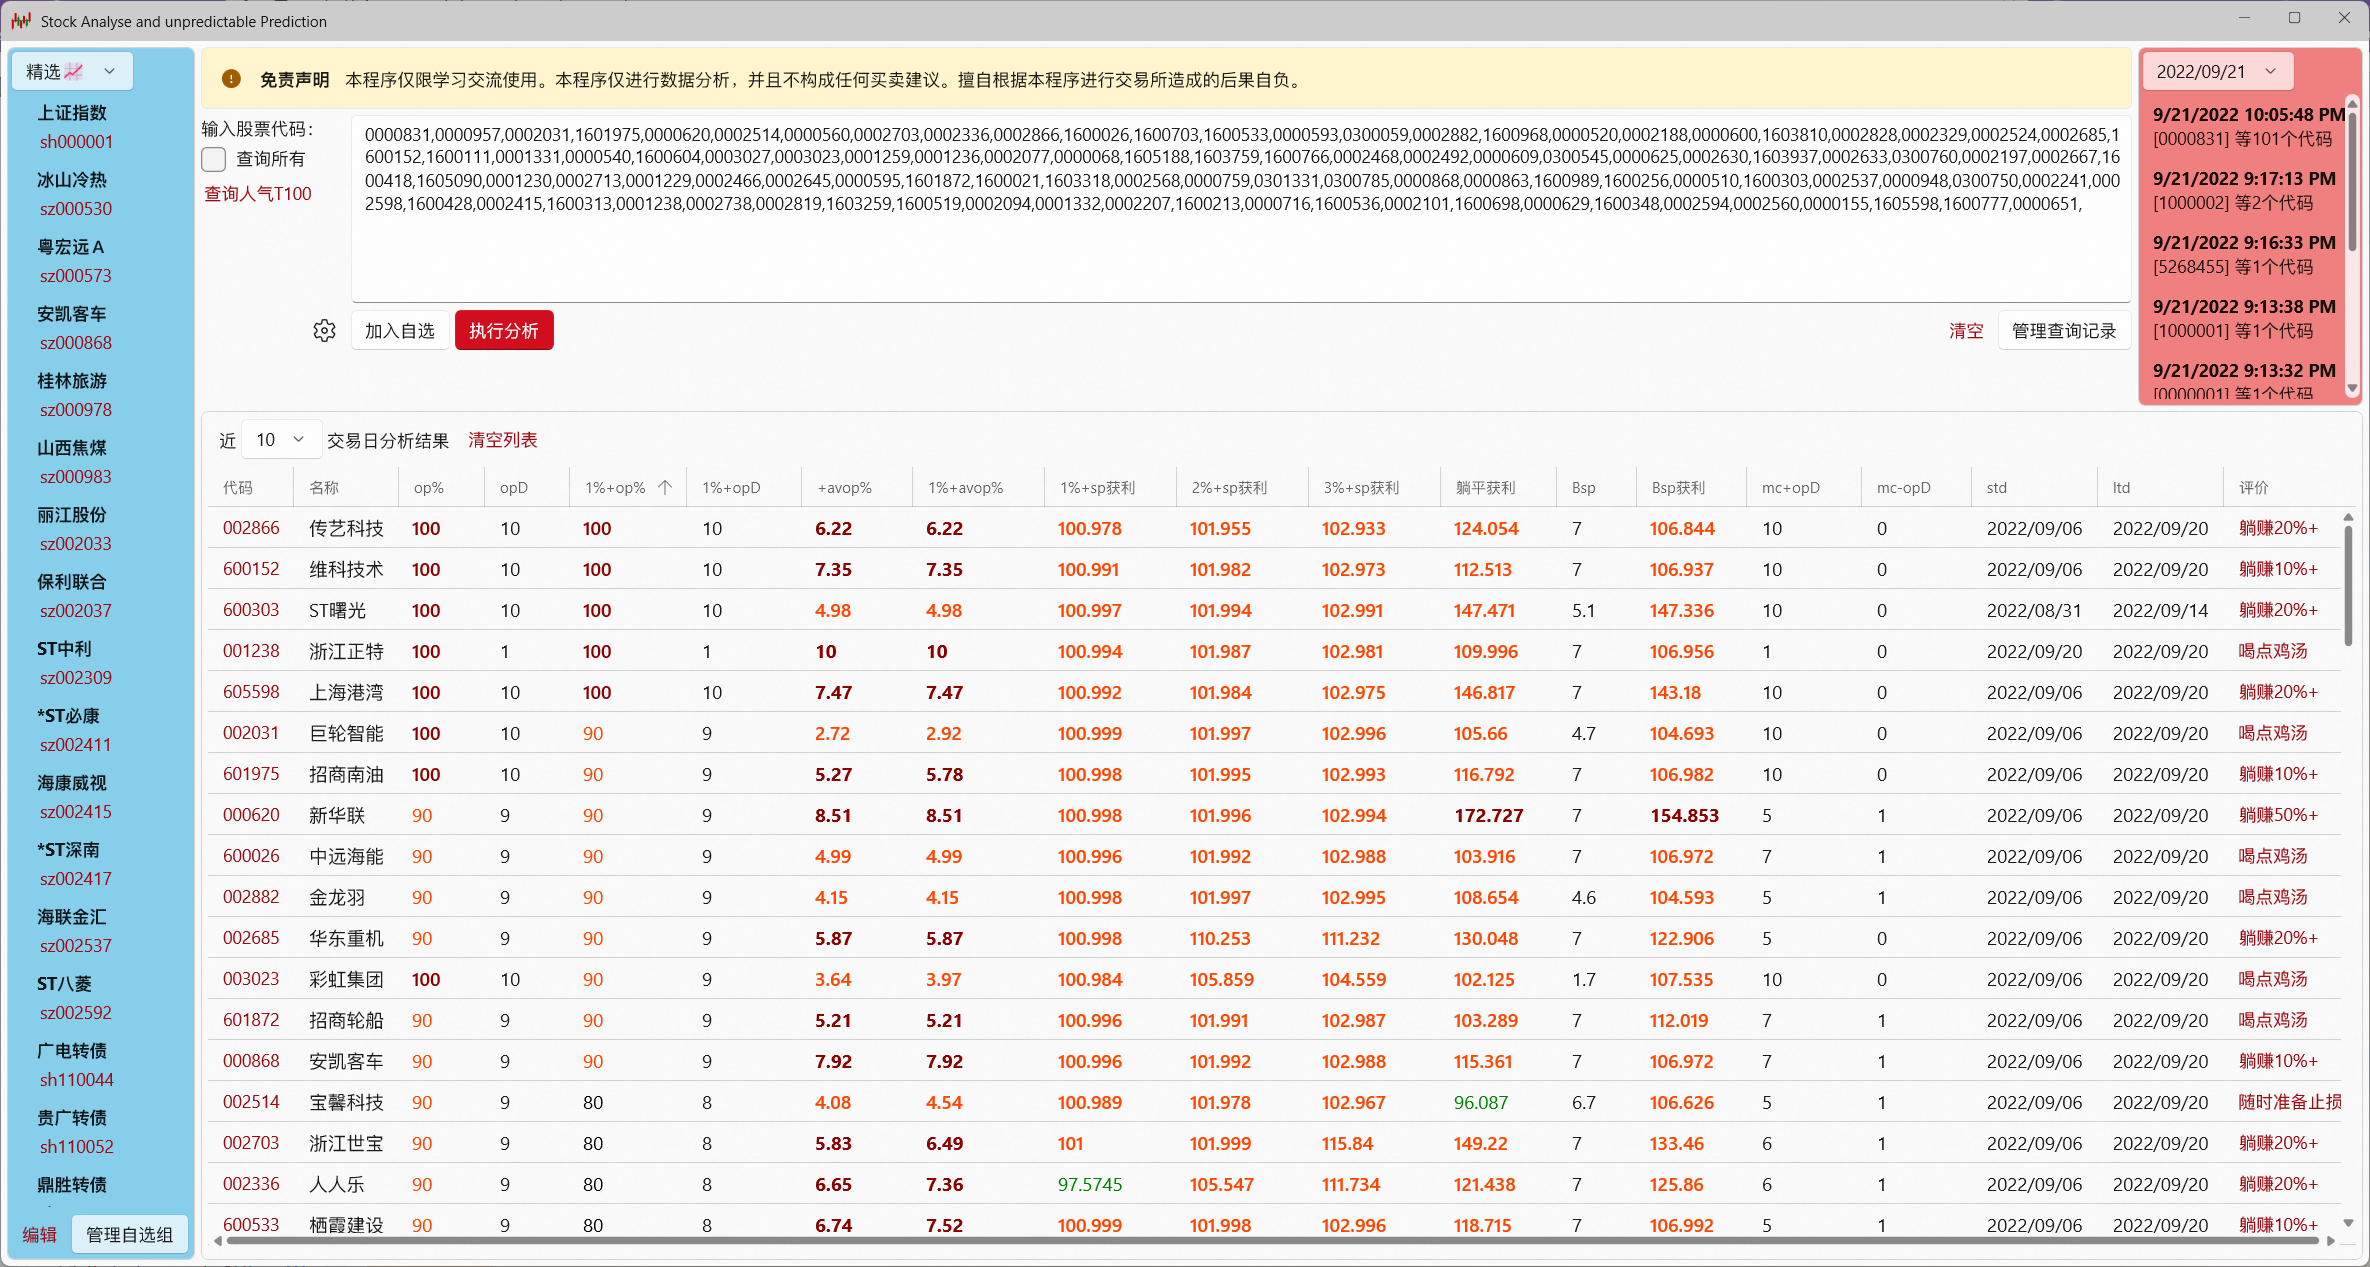 Stock Analyse and unpredictable Prediction
精选
上证指数
sh000001
冰山冷热
sz000530
粤宏远Ａ
sz000573
安凯客车
sz000868
桂林旅游
sz000978
山西焦煤
sz000983
丽江股份
sz002033
保利联合
sz002037
ST中利
sz002309
*ST必康
sz002411
海康威视
sz002415
*ST深南
sz002417
海联金汇
sz002537
ST八菱
sz002592
广电转债
sh110044
贵广转债
sh110052
鼎胜转债
编辑 管理自选组
免责声明 本程序仅限学习交流使用。本程序仅进行数据分析，并且不构成任何买卖建议。擅自根据本程序进行交易所造成的后果自负。
输入股票代码：
查询所有
查询人气T100
0000831,0000957,0002031,1601975,0000620,0002514,0000560,0002703,0002336,0002866,1600026,1600703,1600533,0000593,0300059,0002882,1600968,0000520,0002188,0000600,1603810,0002828,0002329,0002524,0002685,1
600152,1600111,0001331,0000540,1600604,0003027,0003023,0001259,0001236,0002077,0000068,1605188,1603759,1600766,0002468,0002492,0000609,0300545,0000625,0002630,1603937,0002633,0300760,0002197,0002667,1
600418,1605090,0001230,0002713,0001229,0002466,0002645,0000595,1601872,1600021,1603318,0002568,0000759,0301331,0300785,0000868,0000863,1600989,1600256,0000510,1600303,0002537,0000948,0300750,0002241,000
2598,1600428,0002415,1600313,0001238,0002738,0002819,1603259,1600519,0002094,0001332,0002207,1600213,0000716,1600536,0002101,1600698,0000629,1600348,0002594,0002560,0000155,1605598,1600777,0000651,
加入自选 执行分析 清空 管理查询记录
2022/09/21
9/21/2022 10:05:48 PM
[0000831] 等101个代码
9/21/2022 9:17:13 PM
[1000002] 等2个代码
9/21/2022 9:16:33 PM
[5268455] 等1个代码
9/21/2022 9:13:38 PM
[1000001] 等1个代码
9/21/2022 9:13:32 PM
[0000001] 等1个代码
近 10 交易日分析结果 清空列表
代码 名称 op% opD 1%+op% 1%+opD +avop% 1%+avop% 1%+sp获利 2%+sp获利 3%+sp获利 躺平获利 Bsp Bsp获利 mc+opD mc-opD std ltd 评价
002866 传艺科技 100 10 100 10 6.22 6.22 100.978 101.955 102.933 124.054 7 106.844 10 0 2022/09/06 2022/09/20 躺赚20%+
600152 维科技术 100 10 100 10 7.35 7.35 100.991 101.982 102.973 112.513 7 106.937 10 0 2022/09/06 2022/09/20 躺赚10%+
600303 ST曙光 100 10 100 10 4.98 4.98 100.997 101.994 102.991 147.471 5.1 147.336 10 0 2022/08/31 2022/09/14 躺赚20%+
001238 浙江正特 100 1 100 1 10 10 100.994 101.987 102.981 109.996 7 106.956 1 0 2022/09/20 2022/09/20 喝点鸡汤
605598 上海港湾 100 10 100 10 7.47 7.47 100.992 101.984 102.975 146.817 7 143.18 10 0 2022/09/06 2022/09/20 躺赚20%+
002031 巨轮智能 100 10 90 9 2.72 2.92 100.999 101.997 102.996 105.66 4.7 104.693 10 0 2022/09/06 2022/09/20 喝点鸡汤
601975 招商南油 100 10 90 9 5.27 5.78 100.998 101.995 102.993 116.792 7 106.982 10 0 2022/09/06 2022/09/20 躺赚10%+
000620 新华联 90 9 90 9 8.51 8.51 100.998 101.996 102.994 172.727 7 154.853 5 1 2022/09/06 2022/09/20 躺赚50%+
600026 中远海能 90 9 90 9 4.99 4.99 100.996 101.992 102.988 103.916 7 106.972 7 1 2022/09/06 2022/09/20 喝点鸡汤
002882 金龙羽 90 9 90 9 4.15 4.15 100.998 101.997 102.995 108.654 4.6 104.593 5 1 2022/09/06 2022/09/20 喝点鸡汤
002685 华东重机 90 9 90 9 5.87 5.87 100.998 110.253 111.232 130.048 7 122.906 5 0 2022/09/06 2022/09/20 躺赚20%+
003023 彩虹集团 100 10 90 9 3.64 3.97 100.984 105.859 104.559 102.125 1.7 107.535 10 0 2022/09/06 2022/09/20 喝点鸡汤
601872 招商轮船 90 9 90 9 5.21 5.21 100.996 101.991 102.987 103.289 7 112.019 7 1 2022/09/06 2022/09/20 喝点鸡汤
000868 安凯客车 90 9 90 9 7.92 7.92 100.996 101.992 102.988 115.361 7 106.972 7 1 2022/09/06 2022/09/20 躺赚10%+
002514 宝馨科技 90 9 80 8 4.08 4.54 100.989 101.978 102.967 96.087 6.7 106.626 5 1 2022/09/06 2022/09/20 随时准备止损
002703 浙江世宝 90 9 80 8 5.83 6.49 101 101.999 115.84 149.22 7 133.46 6 1 2022/09/06 2022/09/20 躺赚20%+
002336 人人乐 90 9 80 8 6.65 7.36 97.5745 105.547 111.734 121.438 7 125.86 6 1 2022/09/06 2022/09/20 躺赚20%+
600533 栖霞建设 90 9 80 8 6.74 7.52 100.999 101.998 102.996 118.715 7 106.992 5 1 2022/09/06 2022/09/20 躺赚10%+